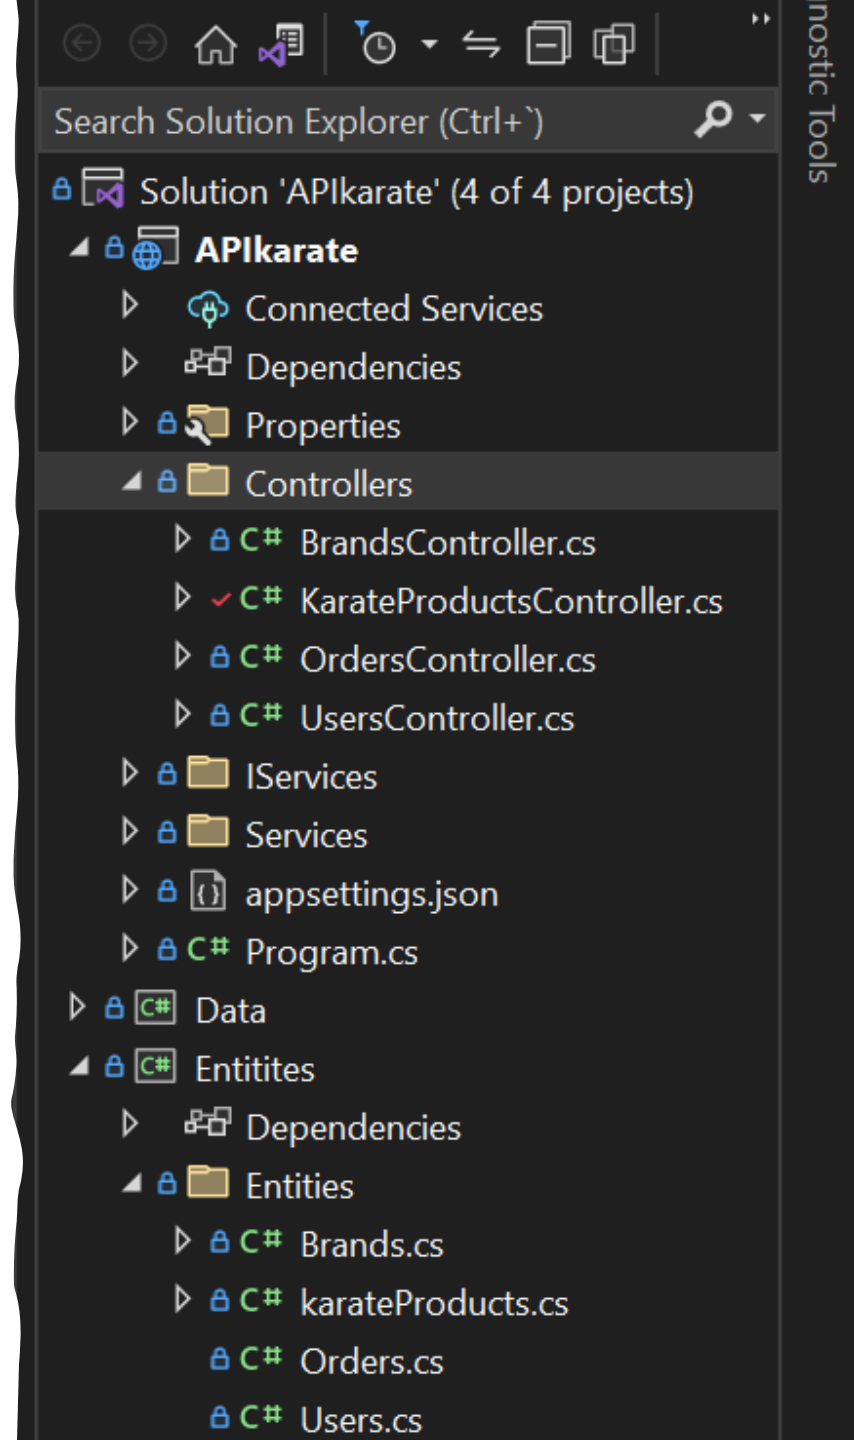 Search Solution Explorer (Ctrl+`)
Solution 'APIkarate' (4 of 4 projects)
APIkarate
Connected Services
Dependencies
Properties
Controllers
C# BrandsController.cs
C# KarateProductsController.cs
C# OrdersController.cs
C# UsersController.cs
IServices
Services
appsettings.json
C# Program.cs
C# Data
C# Entitites
Dependencies
Entities
C# Brands.cs
C# karateProducts.cs
C# Orders.cs
C# Users.cs
nostic Tools